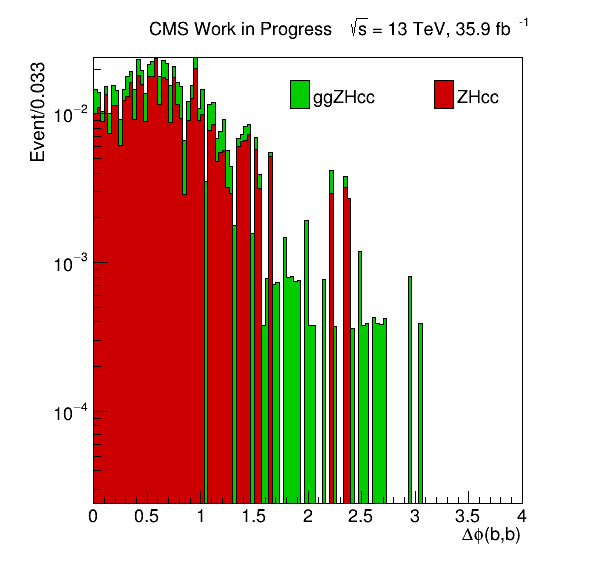 CMS Work in Progress √s = 13 TeV, 35.9 fb⁻¹
Event/0.033
ggZHcc ZHcc
10⁻²
10⁻³
10⁻⁴
0 0.5 1 1.5 2 2.5 3 3.5 4
Δϕ(b,b)